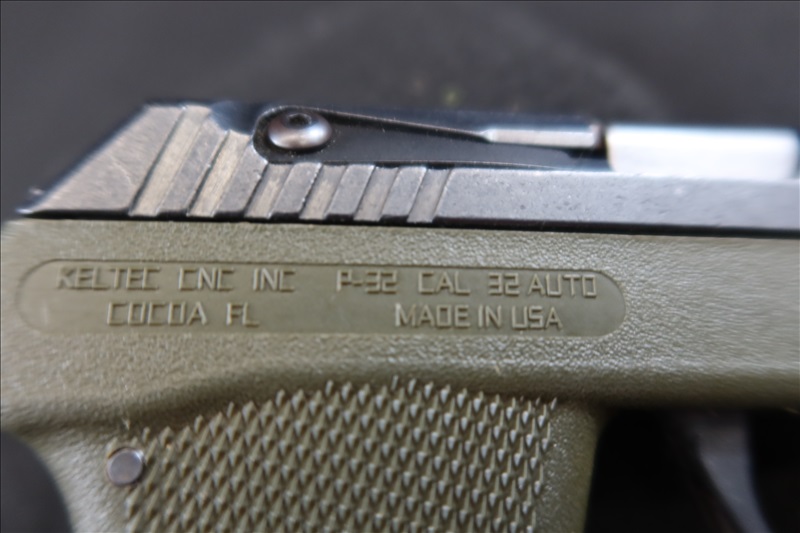 KELTEC CNC INC P-32 CAL 32 AUTO
COCOA FL MADE IN USA